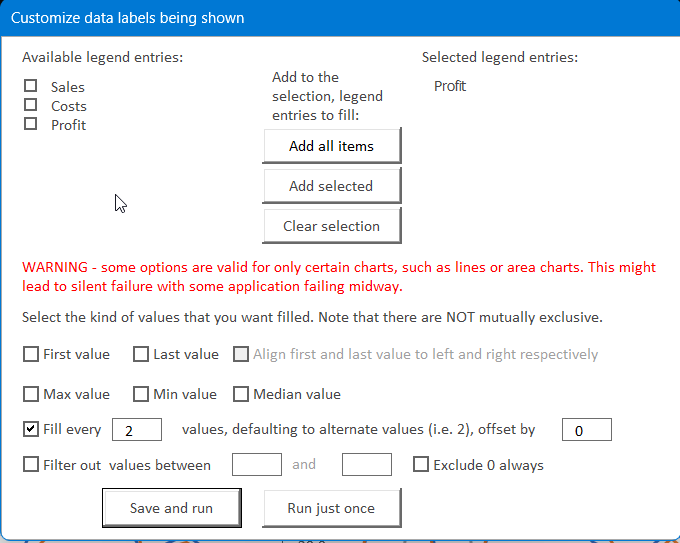 Customize data labels being shown
Available legend entries:
Selected legend entries:
Sales
Costs
Profit
Add to the
selection, legend
entries to fill:
Profit
Add all items
Add selected
Clear selection
WARNING - some options are valid for only certain charts, such as lines or area charts. This might
lead to silent failure with some application failing midway.
Select the kind of values that you want filled. Note that there are NOT mutually exclusive.
First value Last value Align first and last value to left and right respectively
Max value Min value Median value
Fill every 2 values, defaulting to alternate values (i.e. 2), offset by 0
Filter out values between and Exclude 0 always
Save and run Run just once